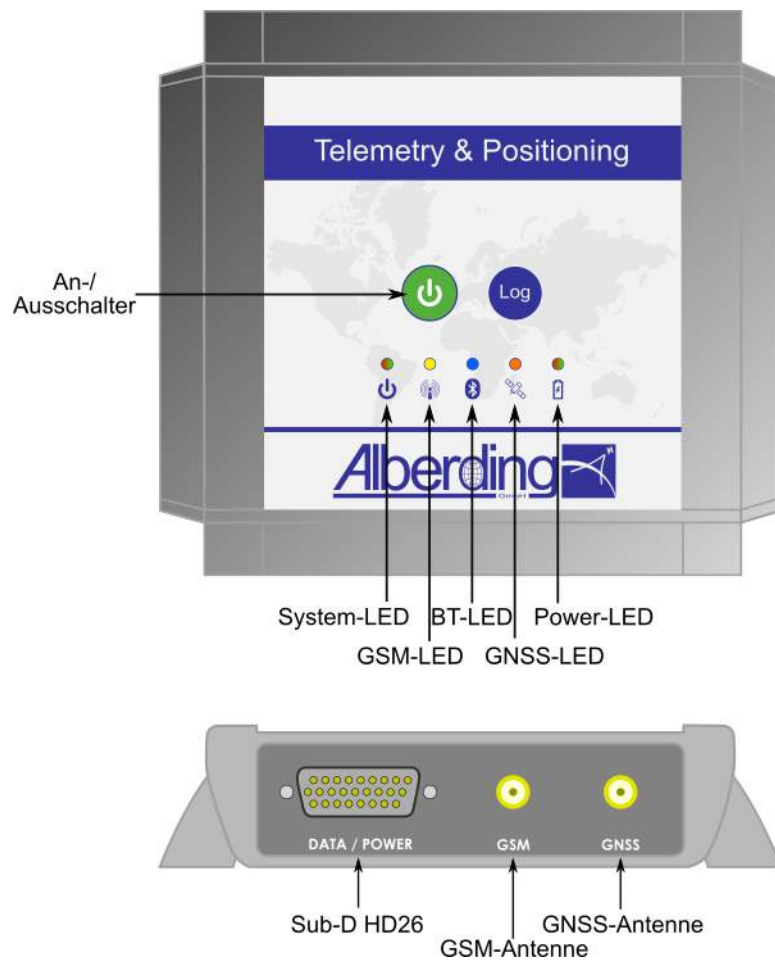 Telemetry & Positioning
An-/
Ausschalter
Log
Alberding
GmbH
System-LED
BT-LED
Power-LED
GSM-LED
GNSS-LED
DATA / POWER
GSM
GNSS
Sub-D HD26
GNSS-Antenne
GSM-Antenne